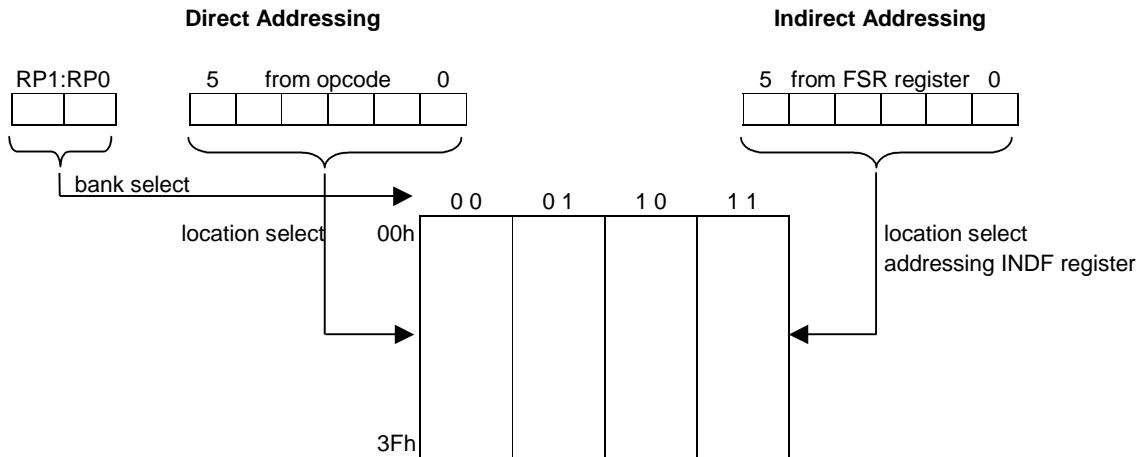 Direct Addressing
Indirect Addressing
RP1:RP0
5 from opcode 0
5 from FSR register 0
bank select
0 0 0 1 1 0 1 1
location select 00h
location select
addressing INDF register
3Fh